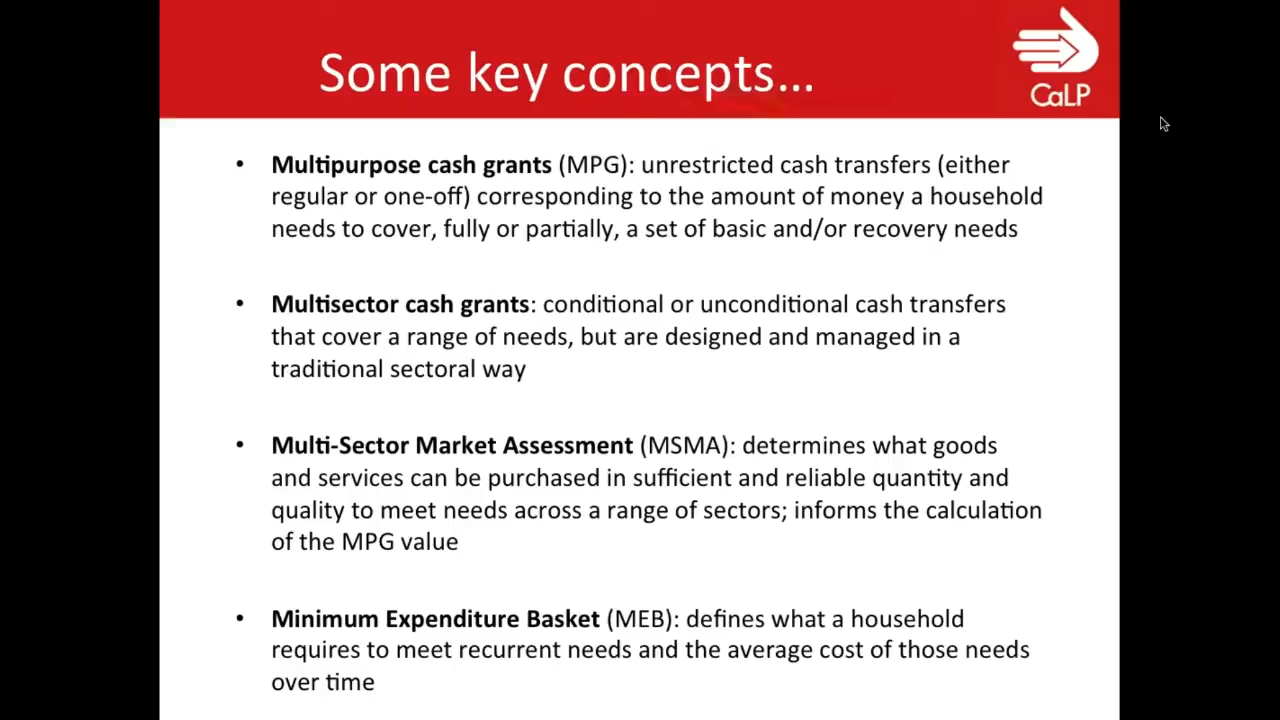 Some key concepts...
CaLP
• Multipurpose cash grants (MPG): unrestricted cash transfers (either
regular or one-off) corresponding to the amount of money a household
needs to cover, fully or partially, a set of basic and/or recovery needs
• Multisector cash grants: conditional or unconditional cash transfers
that cover a range of needs, but are designed and managed in a
traditional sectoral way
• Multi-Sector Market Assessment (MSMA): determines what goods
and services can be purchased in sufficient and reliable quantity and
quality to meet needs across a range of sectors; informs the calculation
of the MPG value
• Minimum Expenditure Basket (MEB): defines what a household
requires to meet recurrent needs and the average cost of those needs
over time